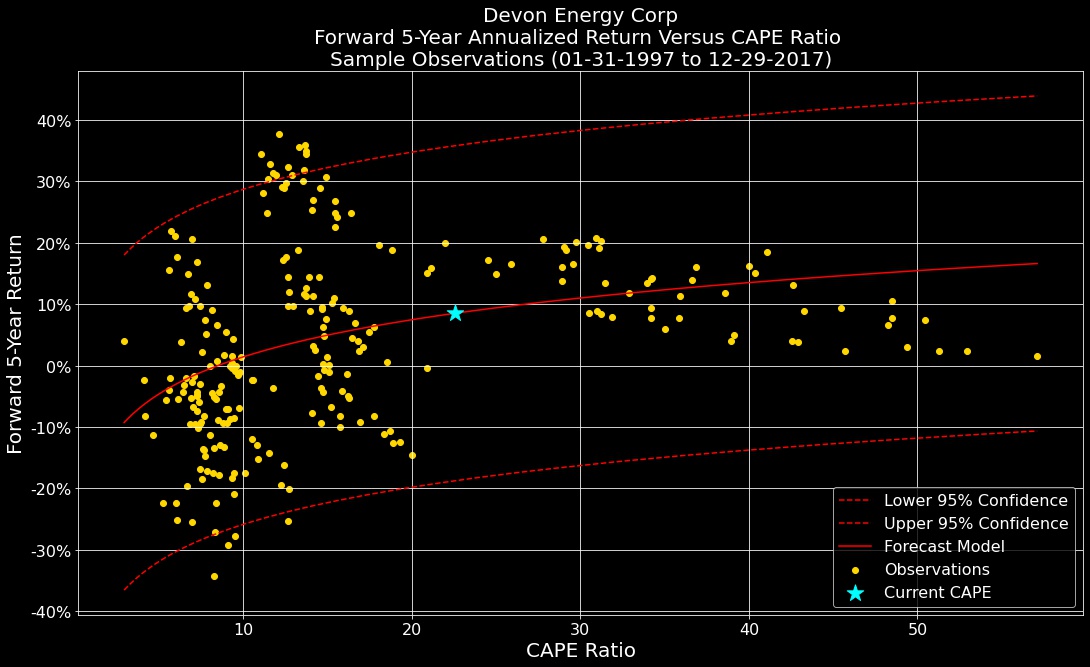 Devon Energy Corp
Forward 5-Year Annualized Return Versus CAPE Ratio
Sample Observations (01-31-1997 to 12-29-2017)
Forward 5-Year Return
40%
30%
20%
10%
0%
-10%
-20%
-30%
-40%
Lower 95% Confidence
Upper 95% Confidence
Forecast Model
Observations
Current CAPE
10
20
30
40
50
CAPE Ratio